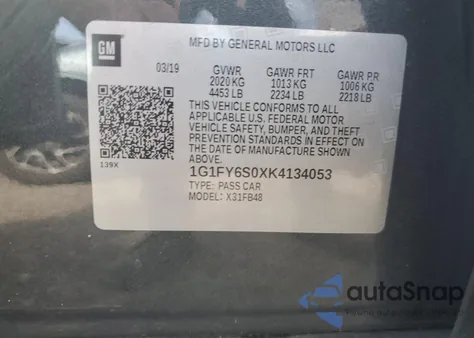 GM
MFD BY GENERAL MOTORS LLC
03/19 GVWR GAWR FRT GAWR RR
2020 KG 1013 KG 1006 KG
4453 LB 2234 LB 2218 LB
THIS VEHICLE CONFORMS TO ALL
APPLICABLE U.S. FEDERAL MOTOR
VEHICLE SAFETY, BUMPER, AND THEFT
PREVENTION STANDARDS IN EFFECT ON
THE DATE OF MANUFACTURE SHOWN
ABOVE.
139X
1G1FY6S0XK4134053
TYPE: PASS CAR
MODEL: X31FB48
autoSnap
www.autosnap